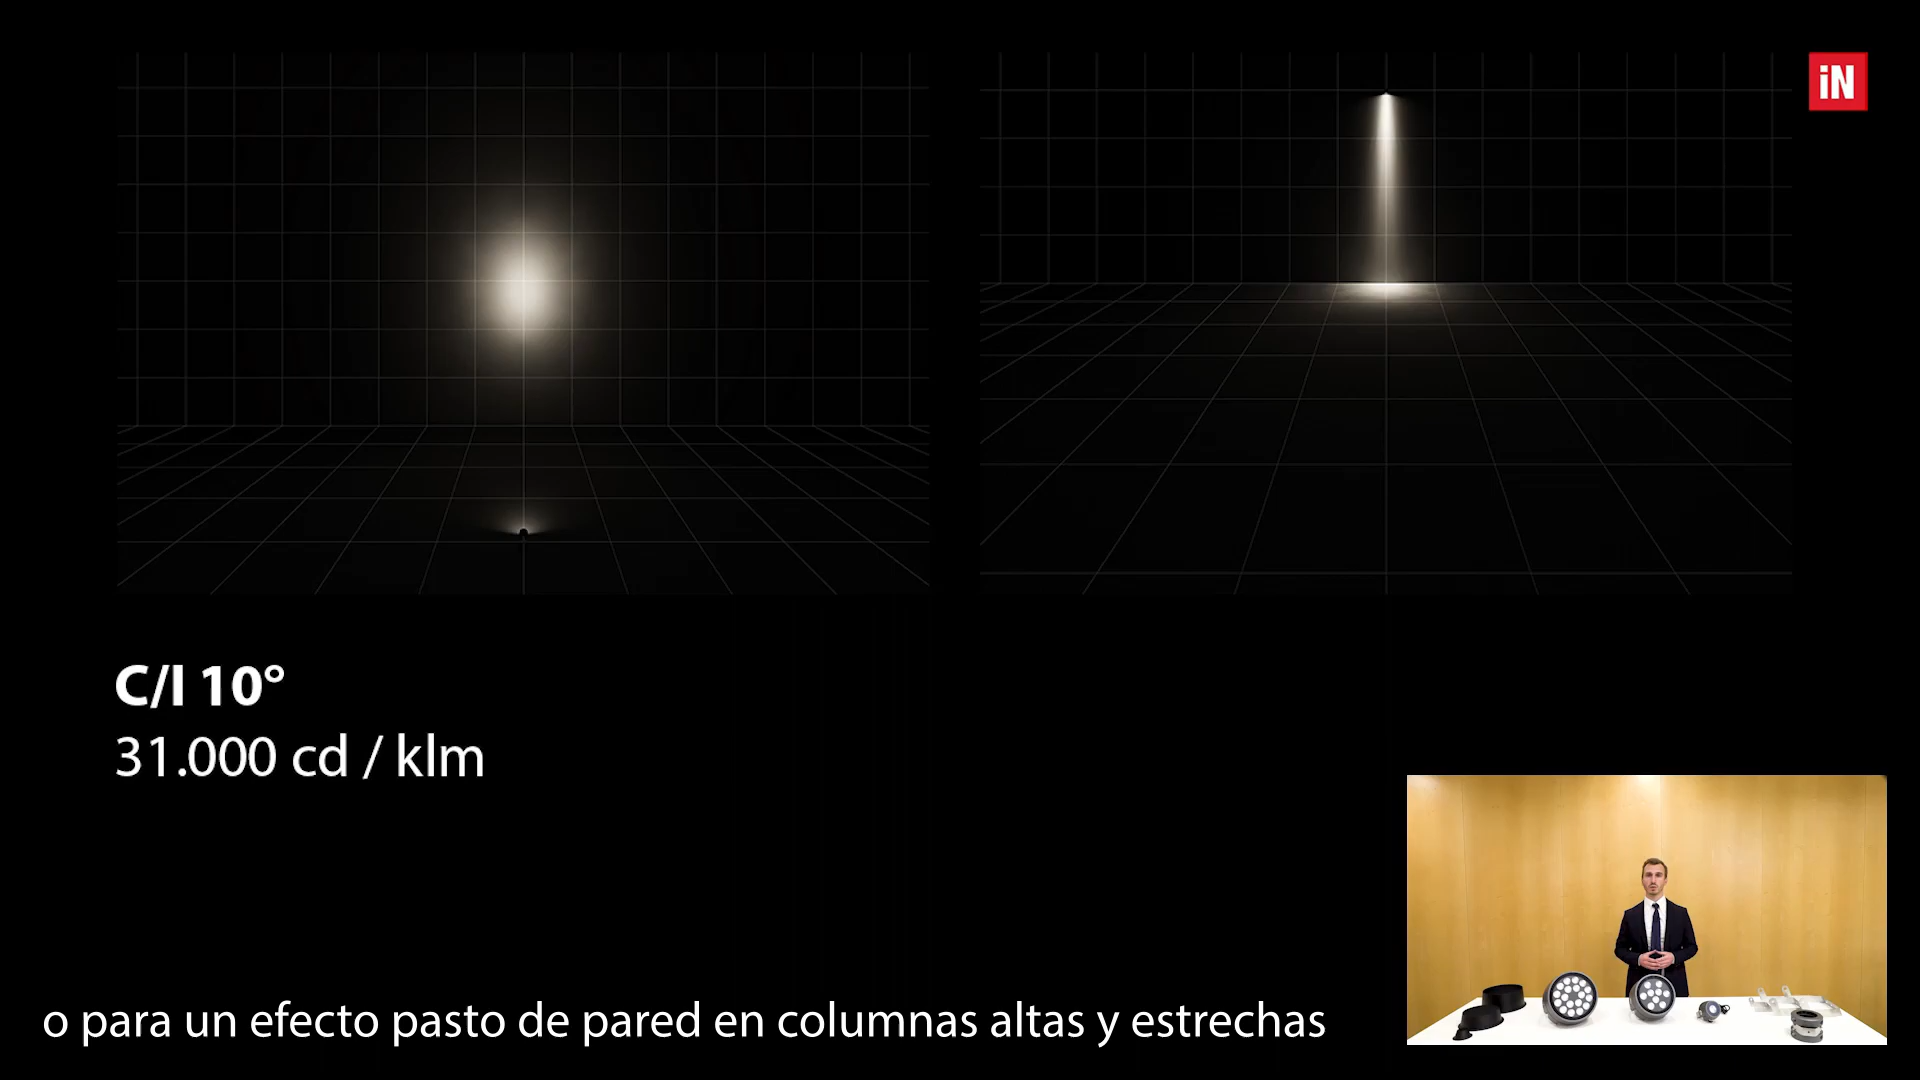 iN
C/I 10°
31.000 cd / klm
o para un efecto pasto de pared en columnas altas y estrechas